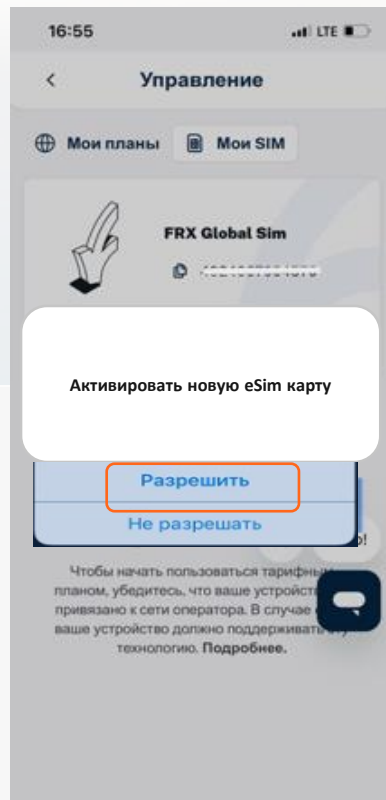 16:55
LTE
Управление
Мои планы
Мои SIM
FRX Global Sim
Активировать новую eSim карту
Разрешить
Не разрешать
Чтобы начать пользоваться тарифным
планом, убедитесь, что ваше
привязано к сети оператора. В случае
ваше устройство должно поддерживать
технологию. Подробнее.